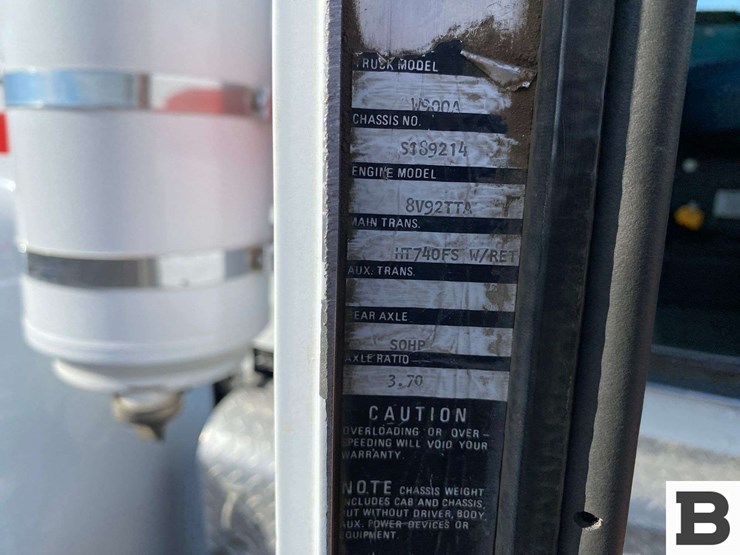 TRUCK MODEL
W900A
CHASSIS NO.
S189214
ENGINE MODEL
8V92TTA
MAIN TRANS.
HT740FS W/RET
AUX. TRANS.
REAR AXLE
SQHP
AXLE RATIO
3.70
CAUTION
OVERLOADING OR OVER-
SPEEDING WILL VOID YOUR
WARRANTY.
NOTE CHASSIS WEIGHT
INCLUDES CAB AND CHASSIS,
BUT WITHOUT DRIVER, BODY,
AUX. POWER DEVICES OR
EQUIPMENT
B